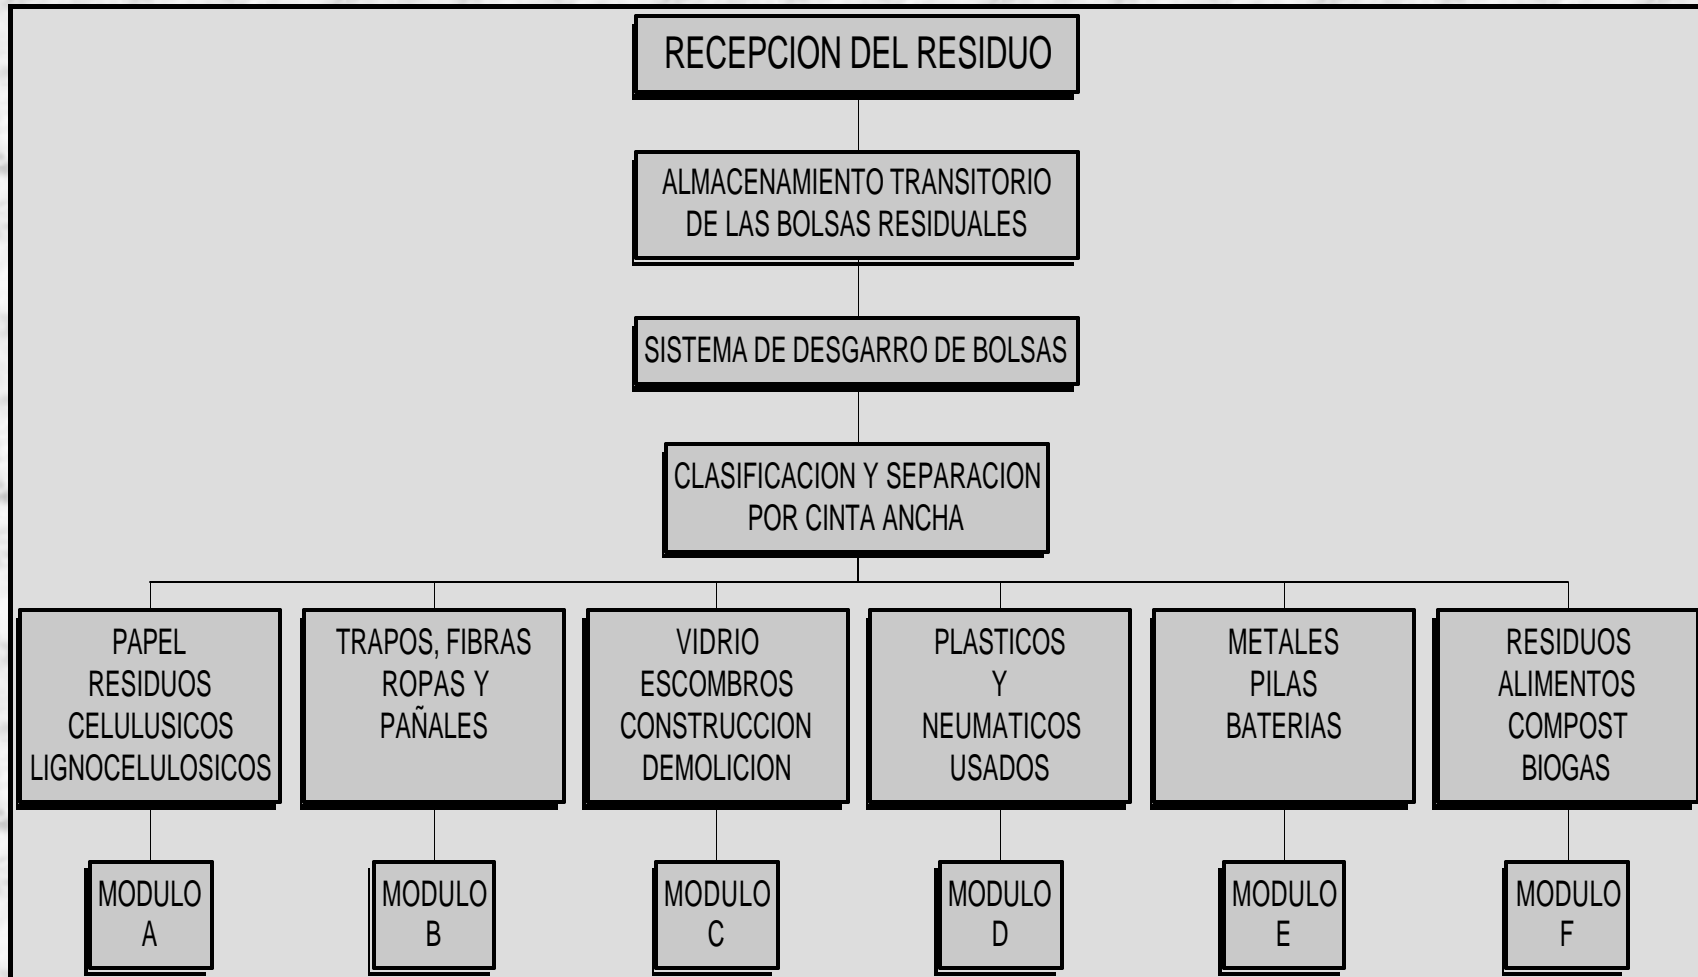 RECEPCION DEL RESIDUO
ALMACENAMIENTO TRANSITORIO
DE LAS BOLSAS RESIDUALES
SISTEMA DE DESGARRO DE BOLSAS
CLASIFICACION Y SEPARACION
POR CINTA ANCHA
PAPEL
RESIDUOS
CELULUSICOS
LIGNOCELULOSICOS
TRAPOS, FIBRAS
ROPAS Y
PAÑALES
VIDRIO
ESCOMBROS
CONSTRUCCION
DEMOLICION
PLASTICOS
Y
NEUMATICOS
USADOS
METALES
PILAS
BATERIAS
RESIDUOS
ALIMENTOS
COMPOST
BIOGAS
MODULO
A
MODULO
B
MODULO
C
MODULO
D
MODULO
E
MODULO
F